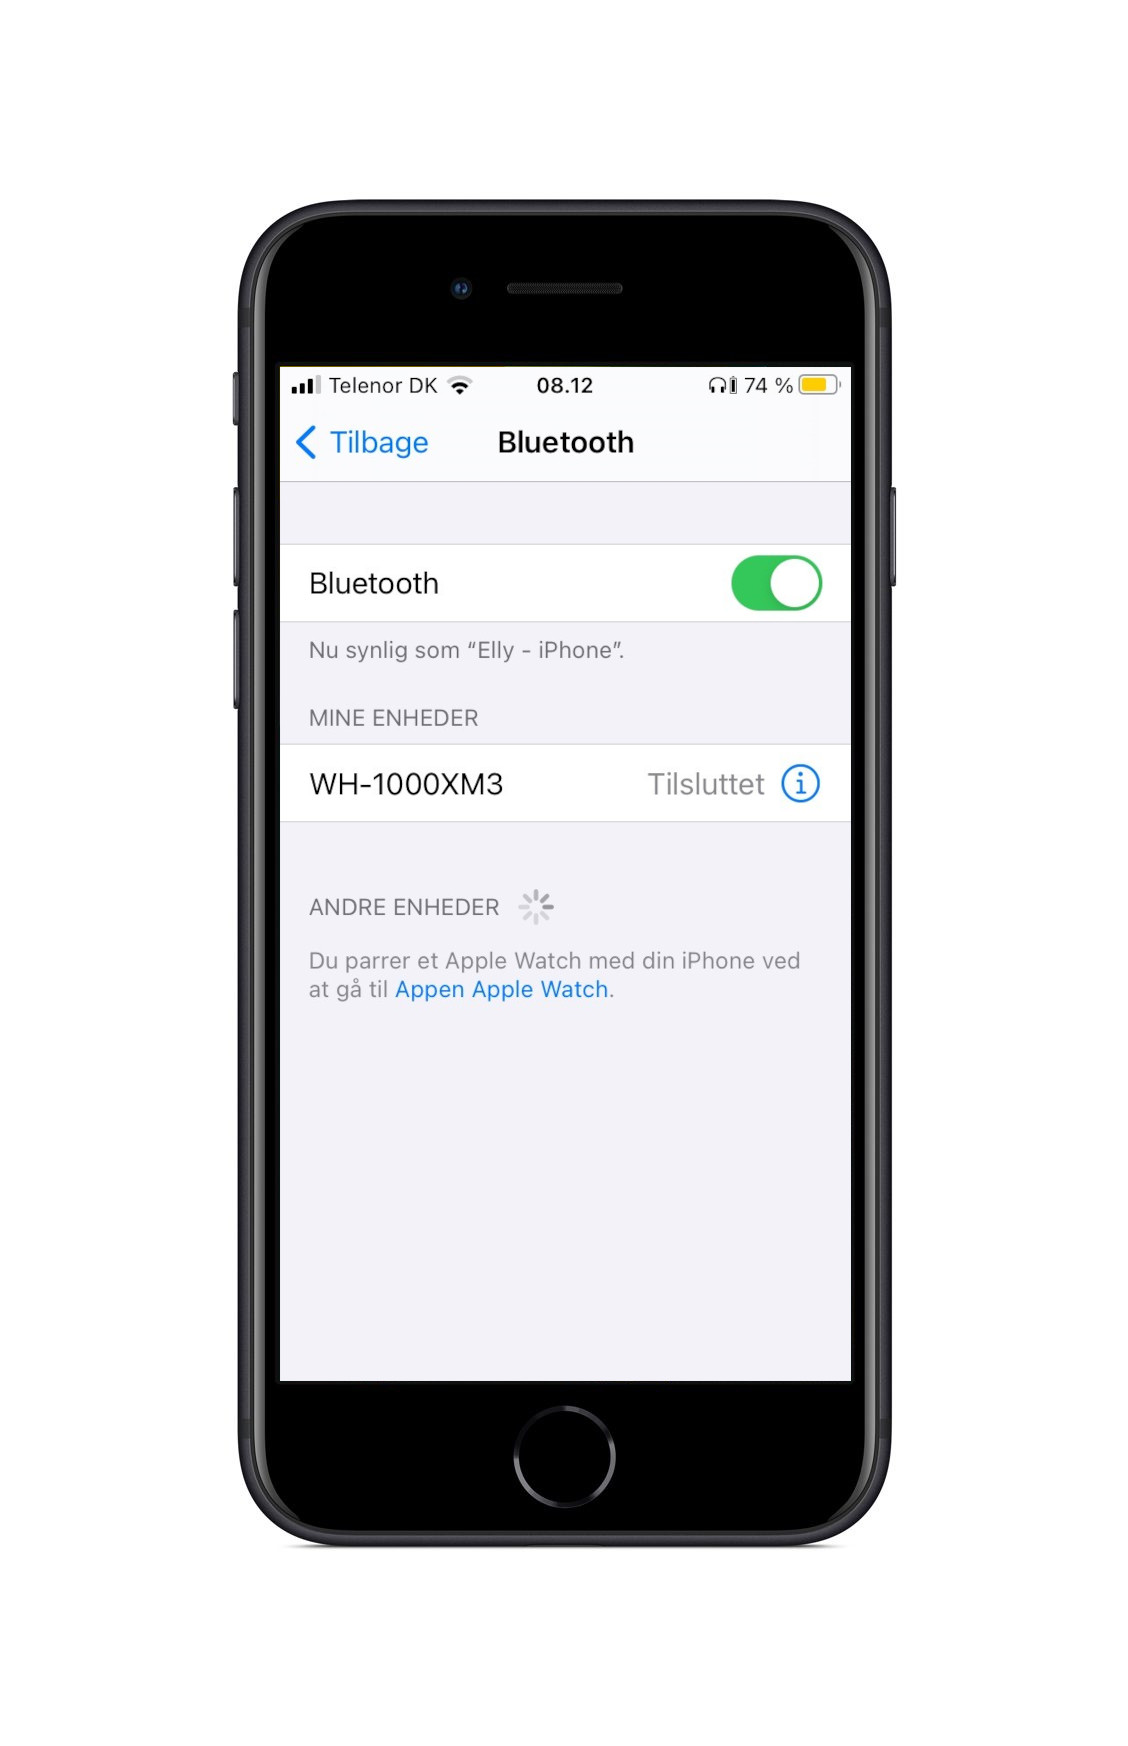 Telenor DK 08.12 74 %
Tilbage Bluetooth
Bluetooth
Nu synlig som “Elly - iPhone”.
MINE ENHEDER
WH-1000XM3 Tilsluttet
ANDRE ENHEDER
Du parrer et Apple Watch med din iPhone ved
at gå til Appen Apple Watch.